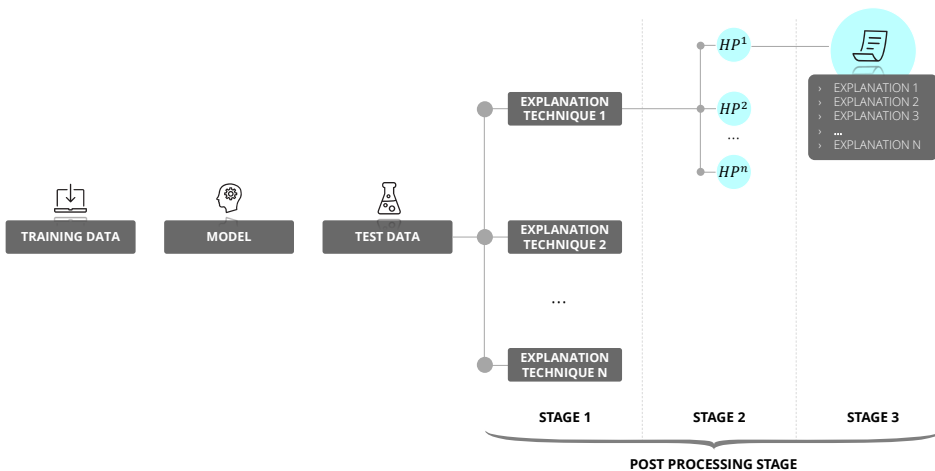 TRAINING DATA
MODEL
TEST DATA
EXPLANATION
TECHNIQUE 1
EXPLANATION
TECHNIQUE 2
...
EXPLANATION
TECHNIQUE N
HP¹
HP²
...
HPⁿ
› EXPLANATION 1
› EXPLANATION 2
› EXPLANATION 3
› ...
› EXPLANATION N
STAGE 1
STAGE 2
STAGE 3
POST PROCESSING STAGE